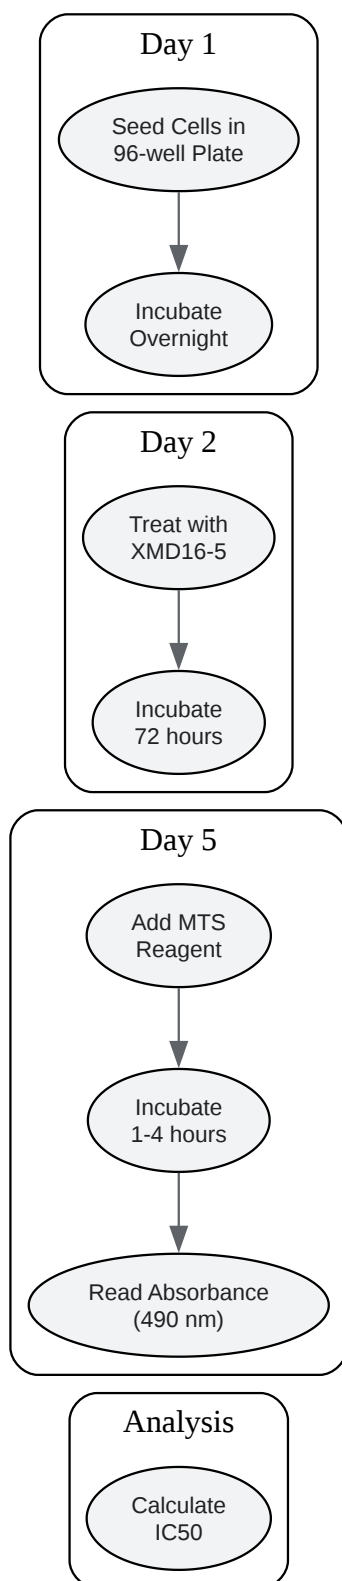 Day 1
Seed Cells in
96-well Plate
Incubate
Overnight
Day 2
Treat with
XMD16-5
Incubate
72 hours
Day 5
Add MTS
Reagent
Incubate
1-4 hours
Read Absorbance
(490 nm)
Analysis
Calculate
IC50